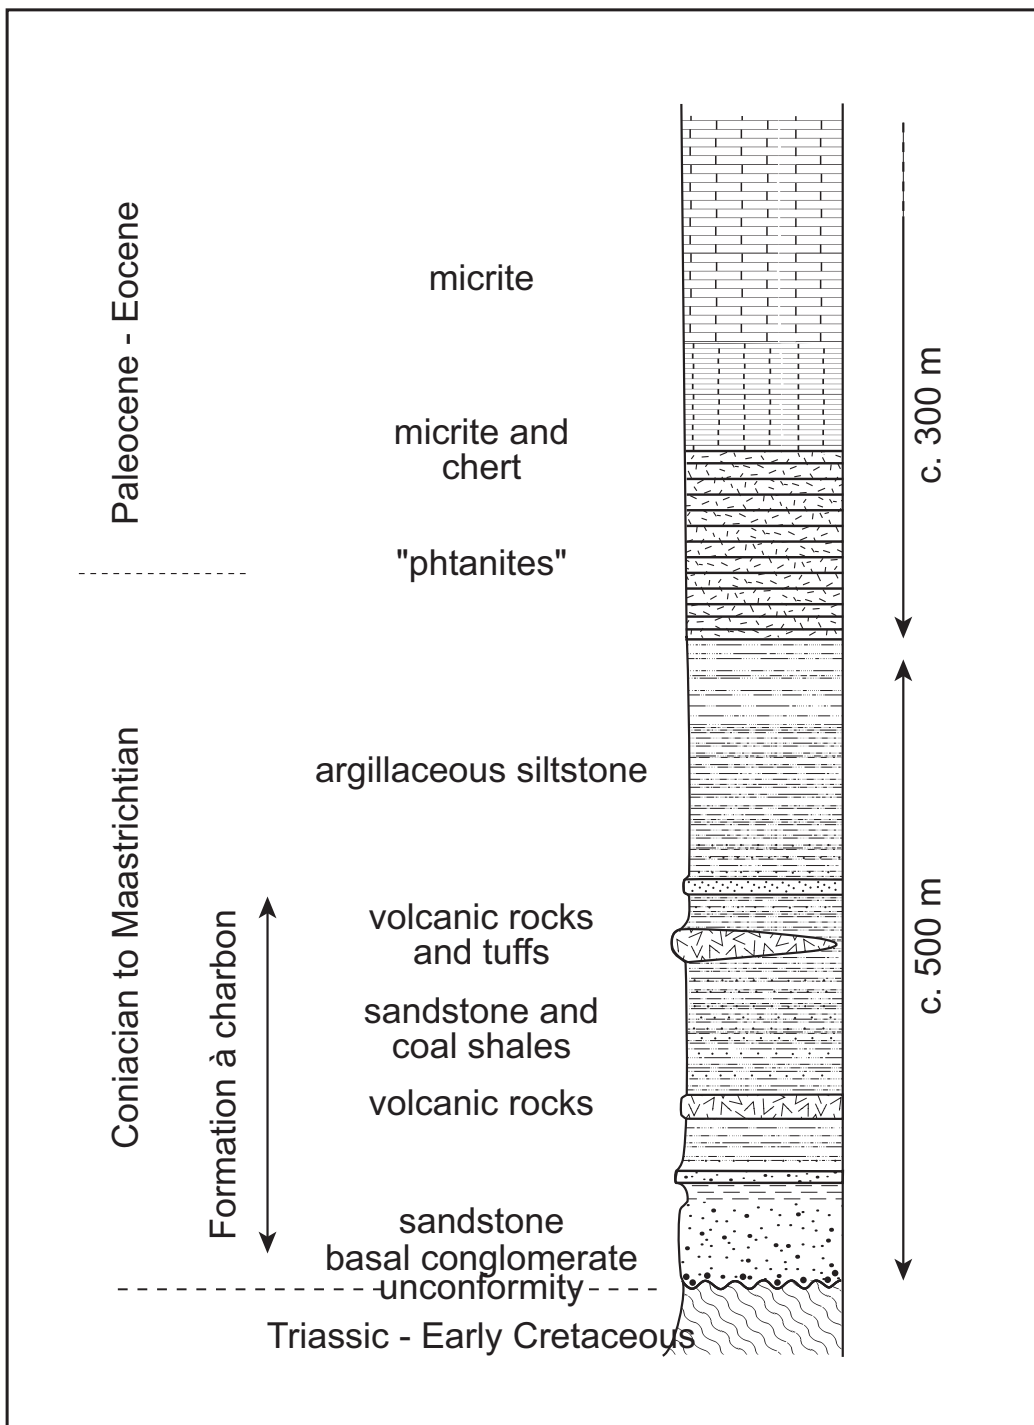 Paleocene - Eocene
micrite
micrite and
chert
"phtanites"
c. 300 m
Coniacian to Maastrichtian
argillaceous siltstone
Formation à charbon
volcanic rocks
and tuffs
sandstone and
coal shales
volcanic rocks
sandstone
basal conglomerate
unconformity
c. 500 m
Triassic - Early Cretaceous